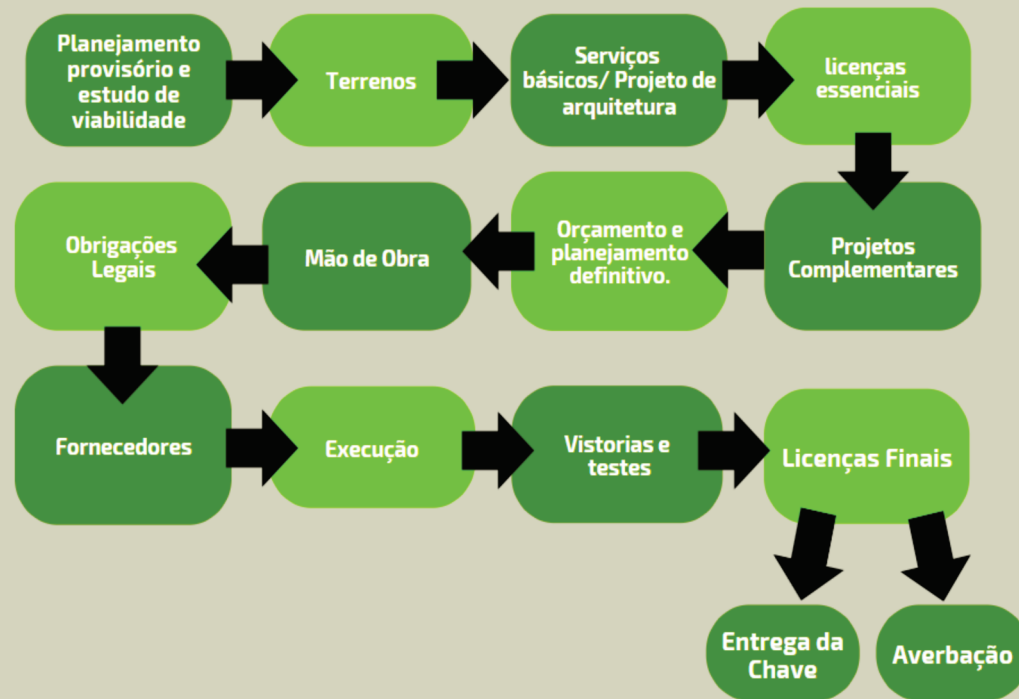 Planejamento
provisório e
estudo de
viabilidade
Terrenos
Serviços
básicos/ Projeto de
arquitetura
licenças
essenciais
Projetos
Complementares
Orçamento e
planejamento
definitivo.
Mão de Obra
Obrigações
Legais
Fornecedores
Execução
Vistorias e
testes
Licenças Finais
Entrega da
Chave
Averbação